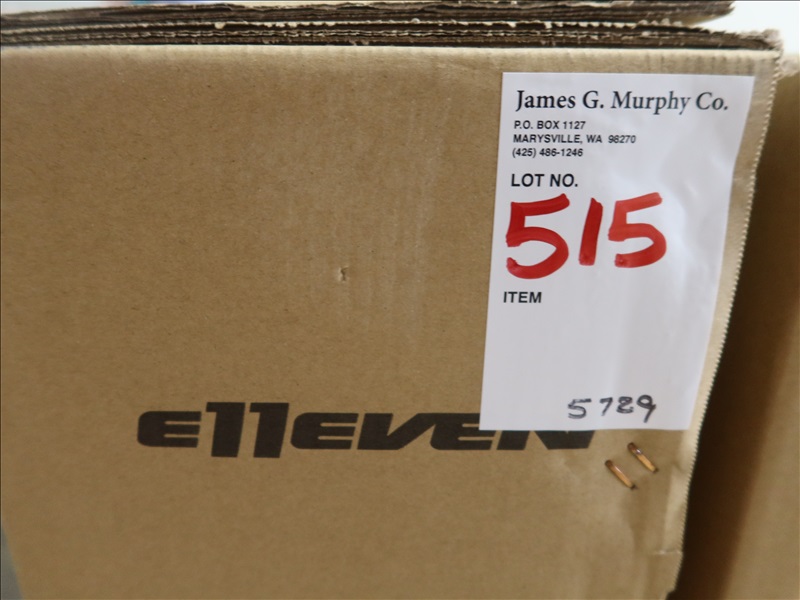 James G. Murphy Co.
P.O. BOX 1127
MARYSVILLE, WA 98270
(425) 486-1246
LOT NO.
515
ITEM
5729
e11eveN